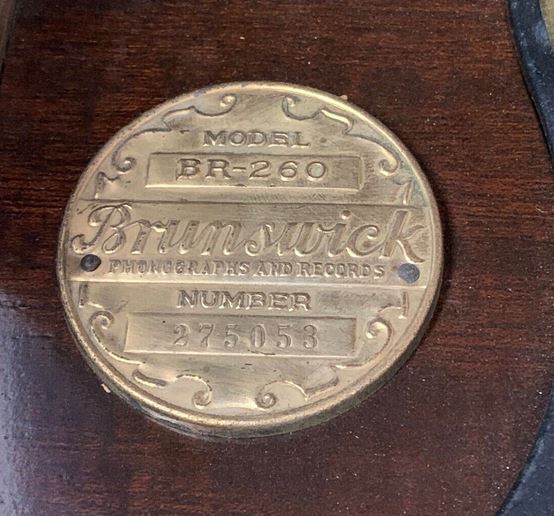 MODEL
BR-260
Brunswick
PHONOGRAPHS AND RECORDS
NUMBER
275053